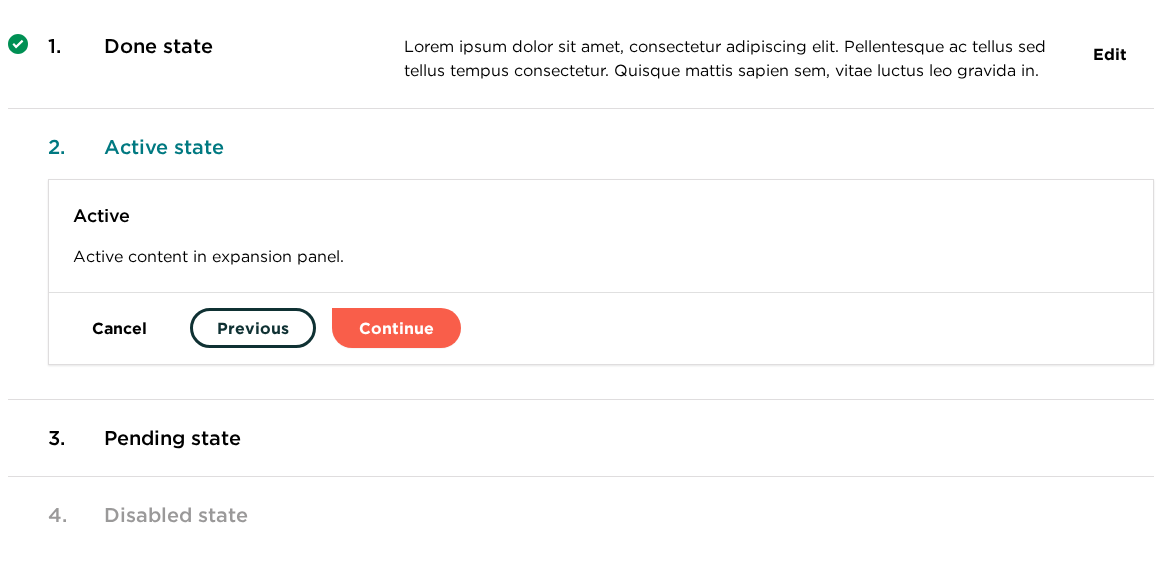 1. Done state
Lorem ipsum dolor sit amet, consectetur adipiscing elit. Pellentesque ac tellus sed
tellus tempus consectetur. Quisque mattis sapien sem, vitae luctus leo gravida in.
Edit
2. Active state
Active
Active content in expansion panel.
Cancel Previous Continue
3. Pending state
4. Disabled state